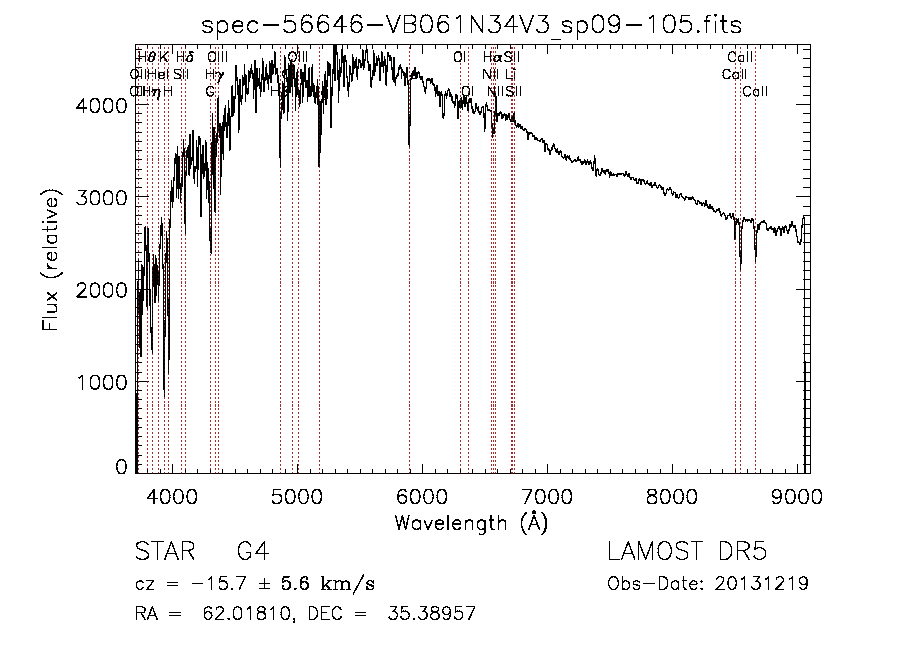 spec-56646-VB061N34V3_sp09-105.fits
Hθ K Hδ OIII OIII OI Hα SII CaII
OII HeI SII Hγ NII Li CaII
Hη H G OI NII SII CaII
4000
3000
2000
1000
0
Flux (relative)
4000 5000 6000 7000 8000 9000
Wavelength (Å)
STAR G4 LAMOST DR5
cz = −15.7 ± 5.6 km/s Obs-Date: 20131219
RA = 62.01810, DEC = 35.38957